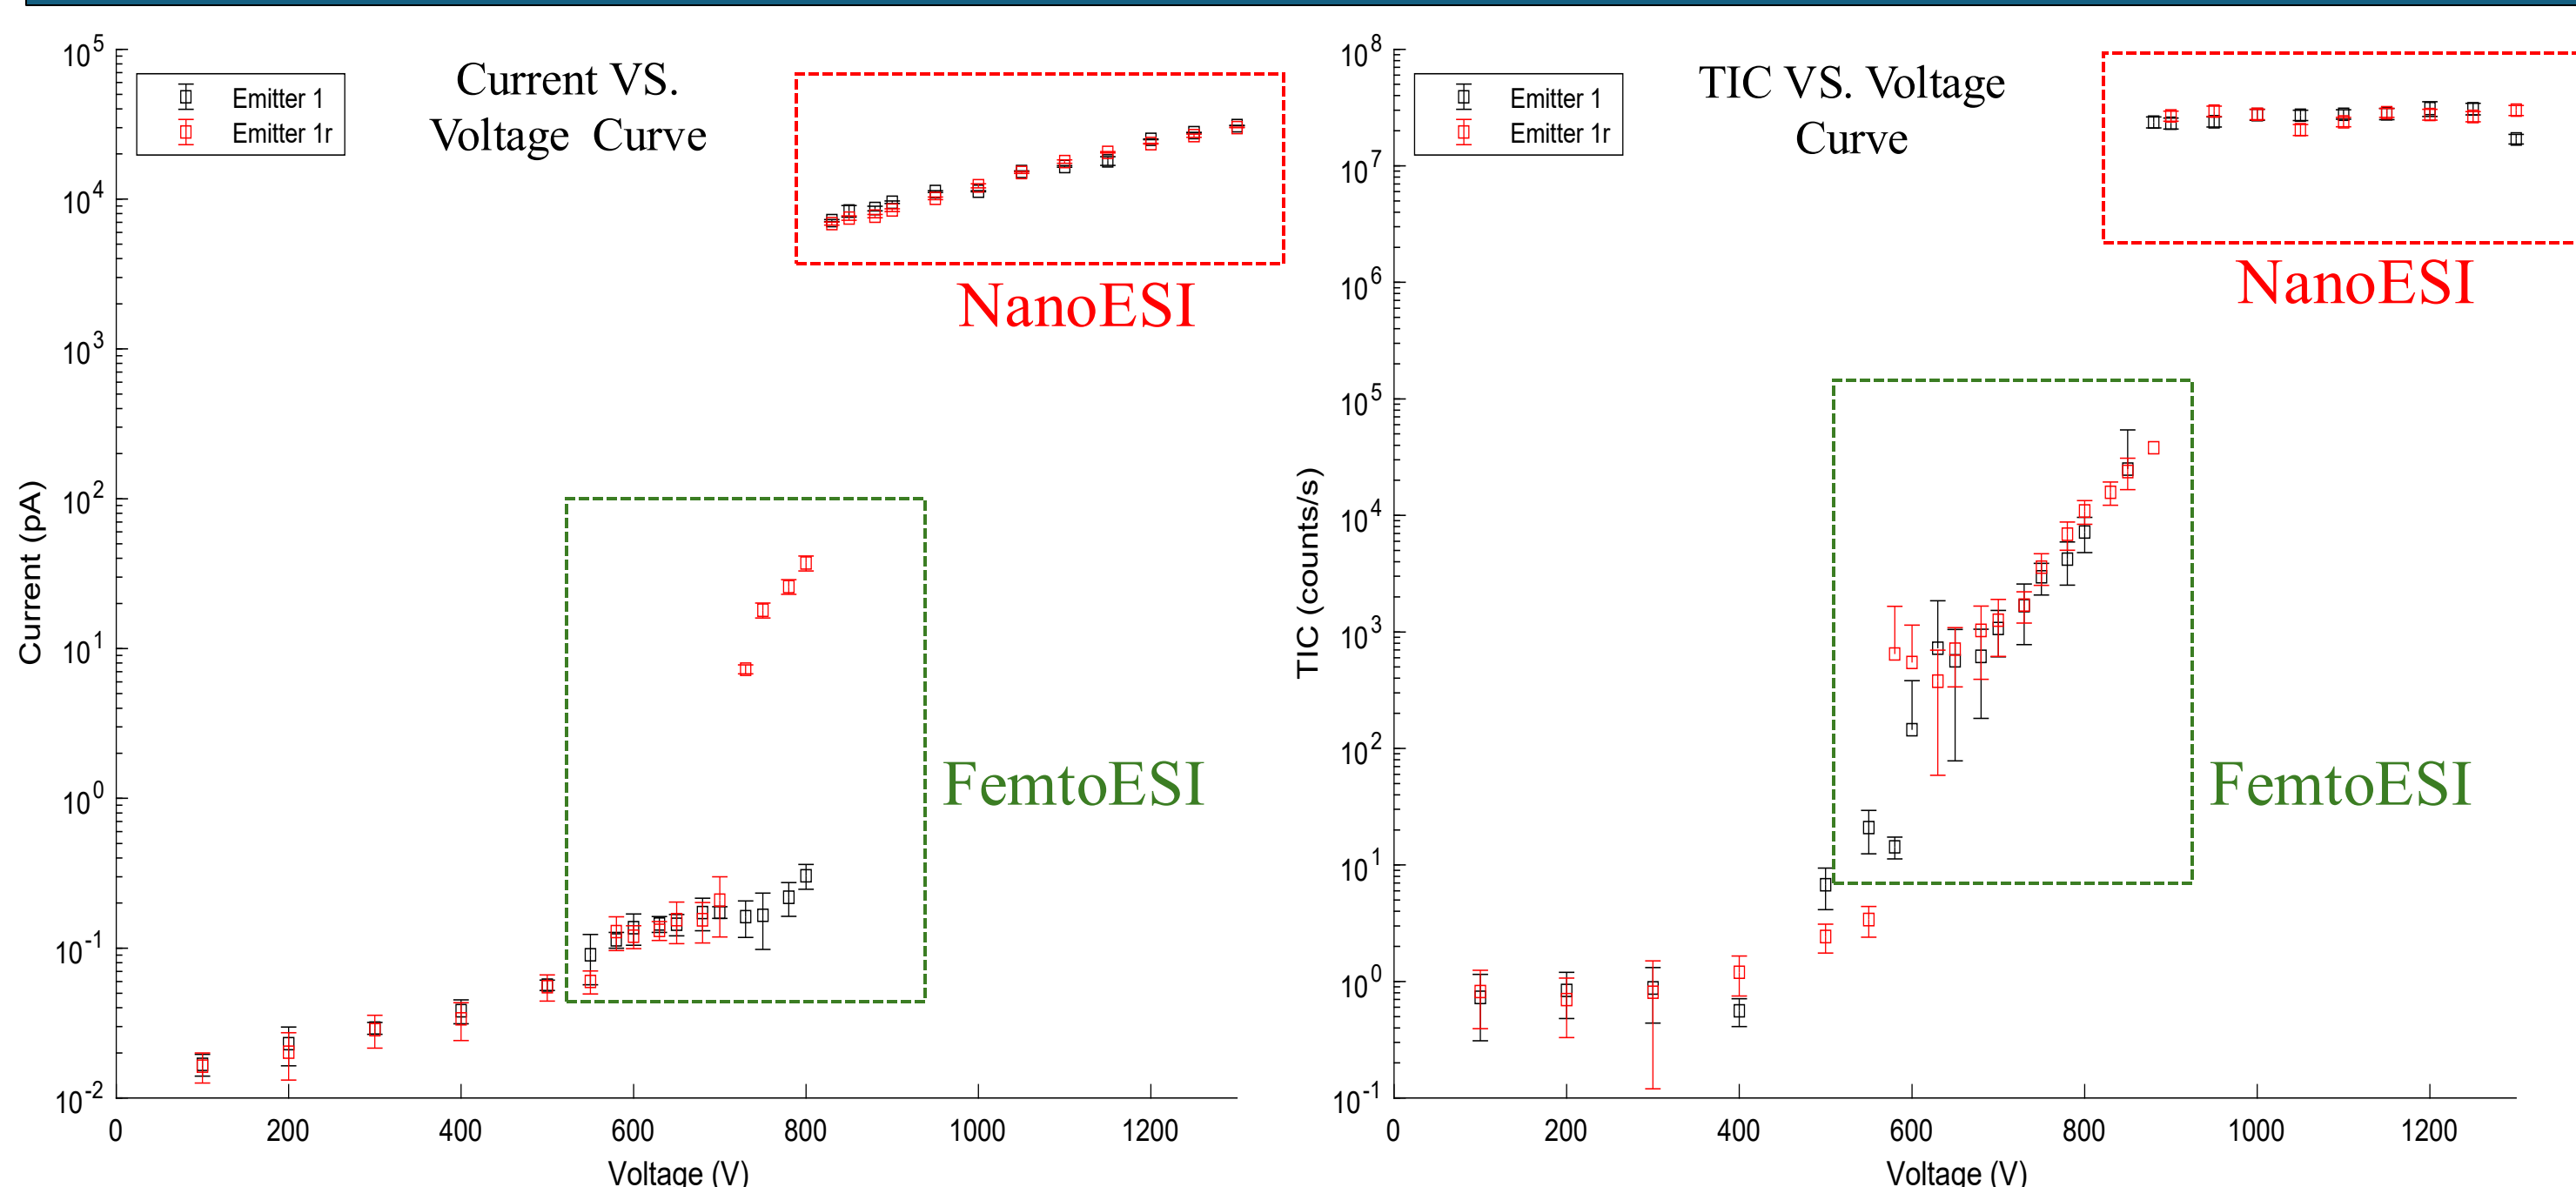 Current VS.
Voltage Curve
Emitter 1
Emitter 1r
10^5
10^4
10^3
10^2
10^1
10^0
10^-1
10^-2
Current (pA)
NanoESI
FemtoESI
0 200 400 600 800 1000 1200
Voltage (V)
TIC VS. Voltage
Curve
Emitter 1
Emitter 1r
10^8
10^7
10^6
10^5
10^4
10^3
10^2
10^1
10^0
10^-1
TIC (counts/s)
NanoESI
FemtoESI
0 200 400 600 800 1000 1200
Voltage (V)